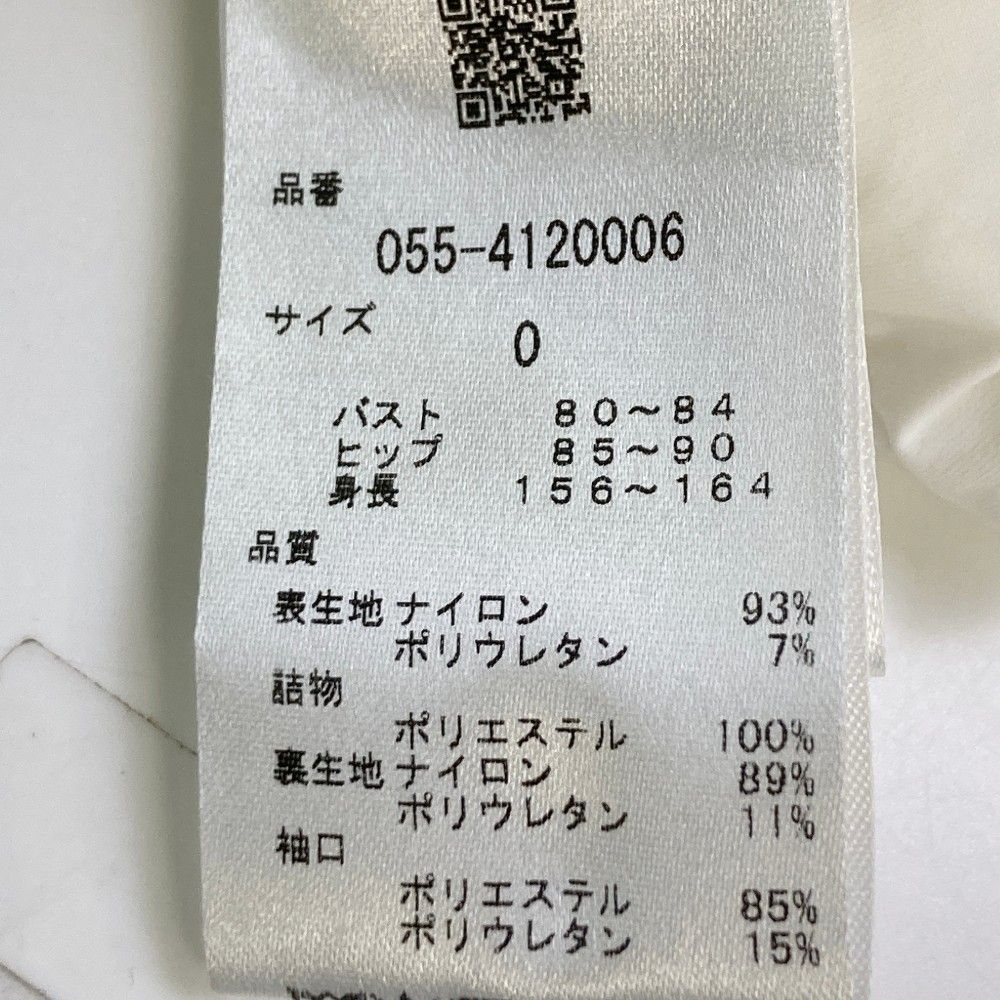 品番
055-4120006
サイズ 0
バスト 80~84
ヒップ 85~90
身長 156~164
品質
表生地 ナイロン 93%
ポリウレタン 7%
詰物
ポリエステル 100%
裏生地 ナイロン 89%
ポリウレタン 11%
袖口
ポリエステル 85%
ポリウレタン 15%